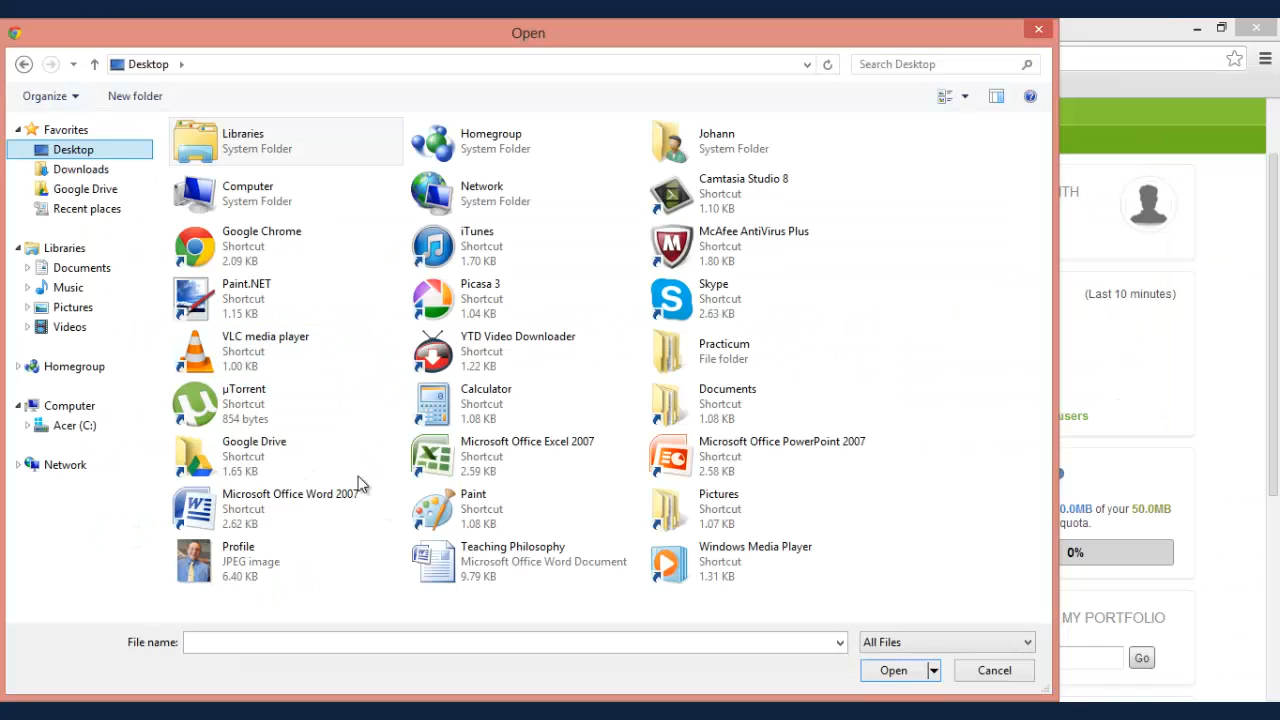 Open
Desktop
Search Desktop
Organize
New folder
Favorites
Desktop
Downloads
Google Drive
Recent places
Libraries
Documents
Music
Pictures
Videos
Homegroup
Computer
Acer (C:)
Network
Libraries
System Folder
Homegroup
System Folder
Johann
System Folder
Computer
System Folder
Network
System Folder
Camtasia Studio 8
Shortcut
1.10 KB
Google Chrome
Shortcut
2.09 KB
iTunes
Shortcut
1.70 KB
McAfee AntiVirus Plus
Shortcut
1.80 KB
Paint.NET
Shortcut
1.15 KB
Picasa 3
Shortcut
1.04 KB
Skype
Shortcut
2.63 KB
VLC media player
Shortcut
1.00 KB
YTD Video Downloader
Shortcut
1.22 KB
Practicum
File folder
µTorrent
Shortcut
854 bytes
Calculator
Shortcut
1.08 KB
Documents
Shortcut
1.08 KB
Google Drive
Shortcut
1.65 KB
Microsoft Office Excel 2007
Shortcut
2.59 KB
Microsoft Office PowerPoint 2007
Shortcut
2.58 KB
Microsoft Office Word 2007
Shortcut
2.62 KB
Paint
Shortcut
1.08 KB
Pictures
Shortcut
1.07 KB
Profile
JPEG image
6.40 KB
Teaching Philosophy
Microsoft Office Word Document
9.79 KB
Windows Media Player
Shortcut
1.31 KB
File name:
All Files
Open
Cancel
ITH
(Last 10 minutes)
users
0.0MB of your 50.0MB
quota.
0%
MY PORTFOLIO
Go